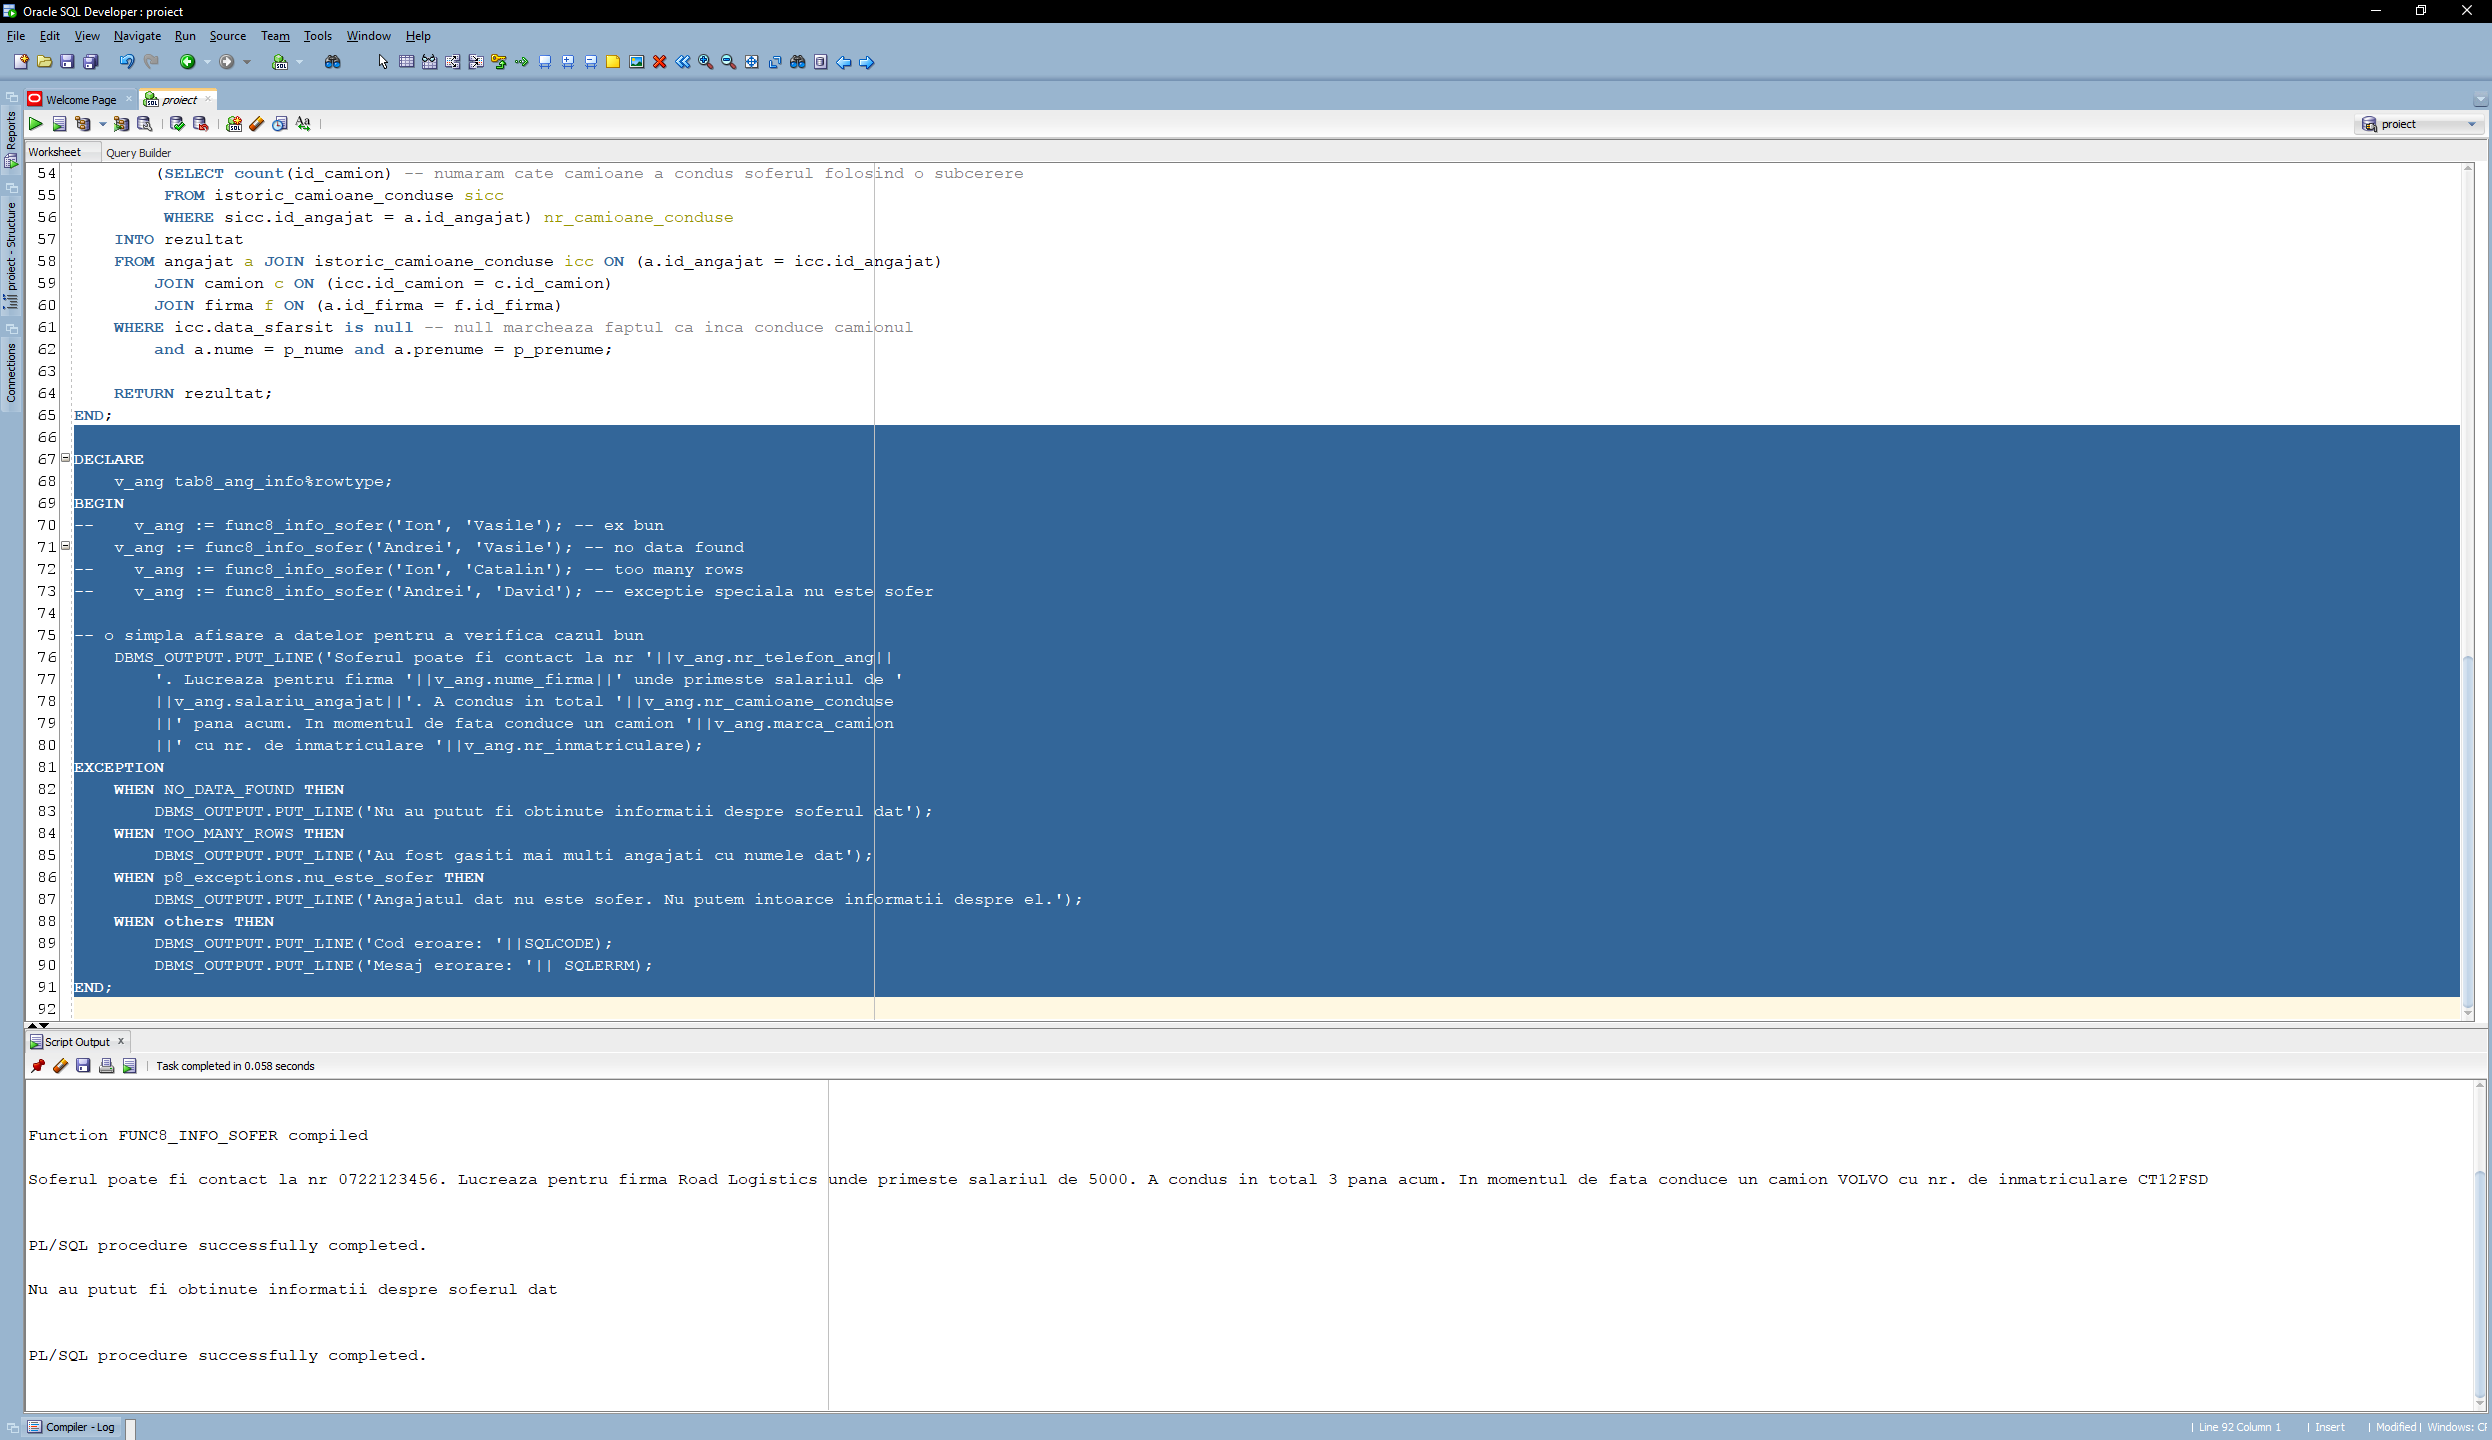 Oracle SQL Developer : proiect
File Edit View Navigate Run Source Team Tools Window Help
Welcome Page
proiect
proiect
Worksheet Query Builder
Reports
proiect - Structure
Connections
54 (SELECT count(id_camion) -- numaram cate camioane a condus soferul folosind o subcerere
55 FROM istoric_camioane_conduse sicc
56 WHERE sicc.id_angajat = a.id_angajat) nr_camioane_conduse
57 INTO rezultat
58 FROM angajat a JOIN istoric_camioane_conduse icc ON (a.id_angajat = icc.id_angajat)
59 JOIN camion c ON (icc.id_camion = c.id_camion)
60 JOIN firma f ON (a.id_firma = f.id_firma)
61 WHERE icc.data_sfarsit is null -- null marcheaza faptul ca inca conduce camionul
62 and a.nume = p_nume and a.prenume = p_prenume;
63
64 RETURN rezultat;
65 END;
66
67 DECLARE
68 v_ang tab8_ang_info%rowtype;
69 BEGIN
70 -- v_ang := func8_info_sofer('Ion', 'Vasile'); -- ex bun
71 v_ang := func8_info_sofer('Andrei', 'Vasile'); -- no data found
72 -- v_ang := func8_info_sofer('Ion', 'Catalin'); -- too many rows
73 -- v_ang := func8_info_sofer('Andrei', 'David'); -- exceptie speciala nu este sofer
74
75 -- o simpla afisare a datelor pentru a verifica cazul bun
76 DBMS_OUTPUT.PUT_LINE('Soferul poate fi contact la nr '||v_ang.nr_telefon_ang||
77 '. Lucreaza pentru firma '||v_ang.nume_firma||' unde primeste salariul de '
78 ||v_ang.salariu_angajat||'. A condus in total '||v_ang.nr_camioane_conduse
79 ||' pana acum. In momentul de fata conduce un camion '||v_ang.marca_camion
80 ||' cu nr. de inmatriculare '||v_ang.nr_inmatriculare);
81 EXCEPTION
82 WHEN NO_DATA_FOUND THEN
83 DBMS_OUTPUT.PUT_LINE('Nu au putut fi obtinute informatii despre soferul dat');
84 WHEN TOO_MANY_ROWS THEN
85 DBMS_OUTPUT.PUT_LINE('Au fost gasiti mai multi angajati cu numele dat');
86 WHEN p8_exceptions.nu_este_sofer THEN
87 DBMS_OUTPUT.PUT_LINE('Angajatul dat nu este sofer. Nu putem intoarce informatii despre el.');
88 WHEN others THEN
89 DBMS_OUTPUT.PUT_LINE('Cod eroare: '||SQLCODE);
90 DBMS_OUTPUT.PUT_LINE('Mesaj erorare: '|| SQLERRM);
91 END;
92
Script Output x
Task completed in 0.058 seconds
Function FUNC8_INFO_SOFER compiled
Soferul poate fi contact la nr 0722123456. Lucreaza pentru firma Road Logistics unde primeste salariul de 5000. A condus in total 3 pana acum. In momentul de fata conduce un camion VOLVO cu nr. de inmatriculare CT12FSD
PL/SQL procedure successfully completed.
Nu au putut fi obtinute informatii despre soferul dat
PL/SQL procedure successfully completed.
Compiler - Log
| Line 92 Column 1 | Insert | Modified | Windows: CF